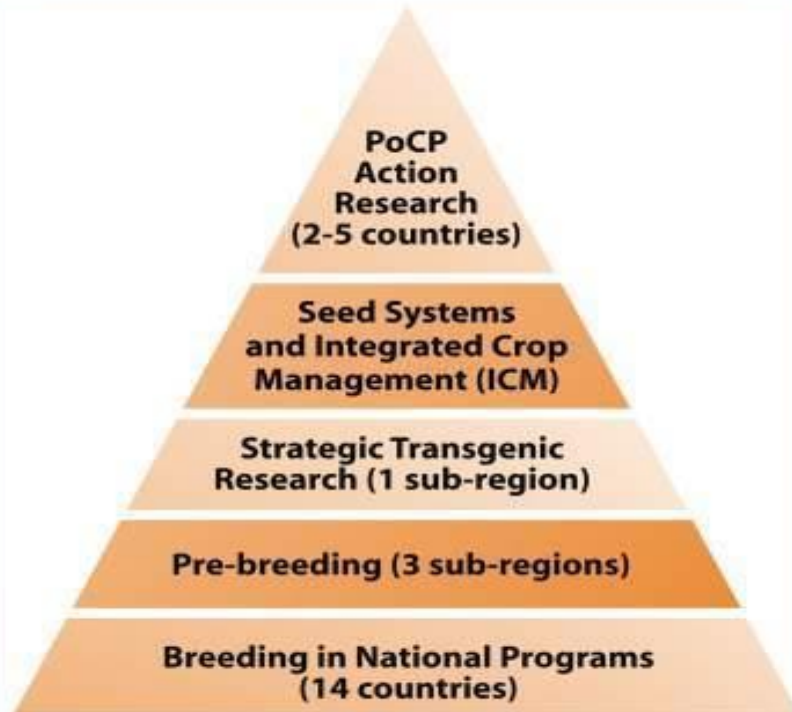 PoCP
Action
Research
(2-5 countries)
Seed Systems
and Integrated Crop
Management (ICM)
Strategic Transgenic
Research (1 sub-region)
Pre-breeding (3 sub-regions)
Breeding in National Programs
(14 countries)